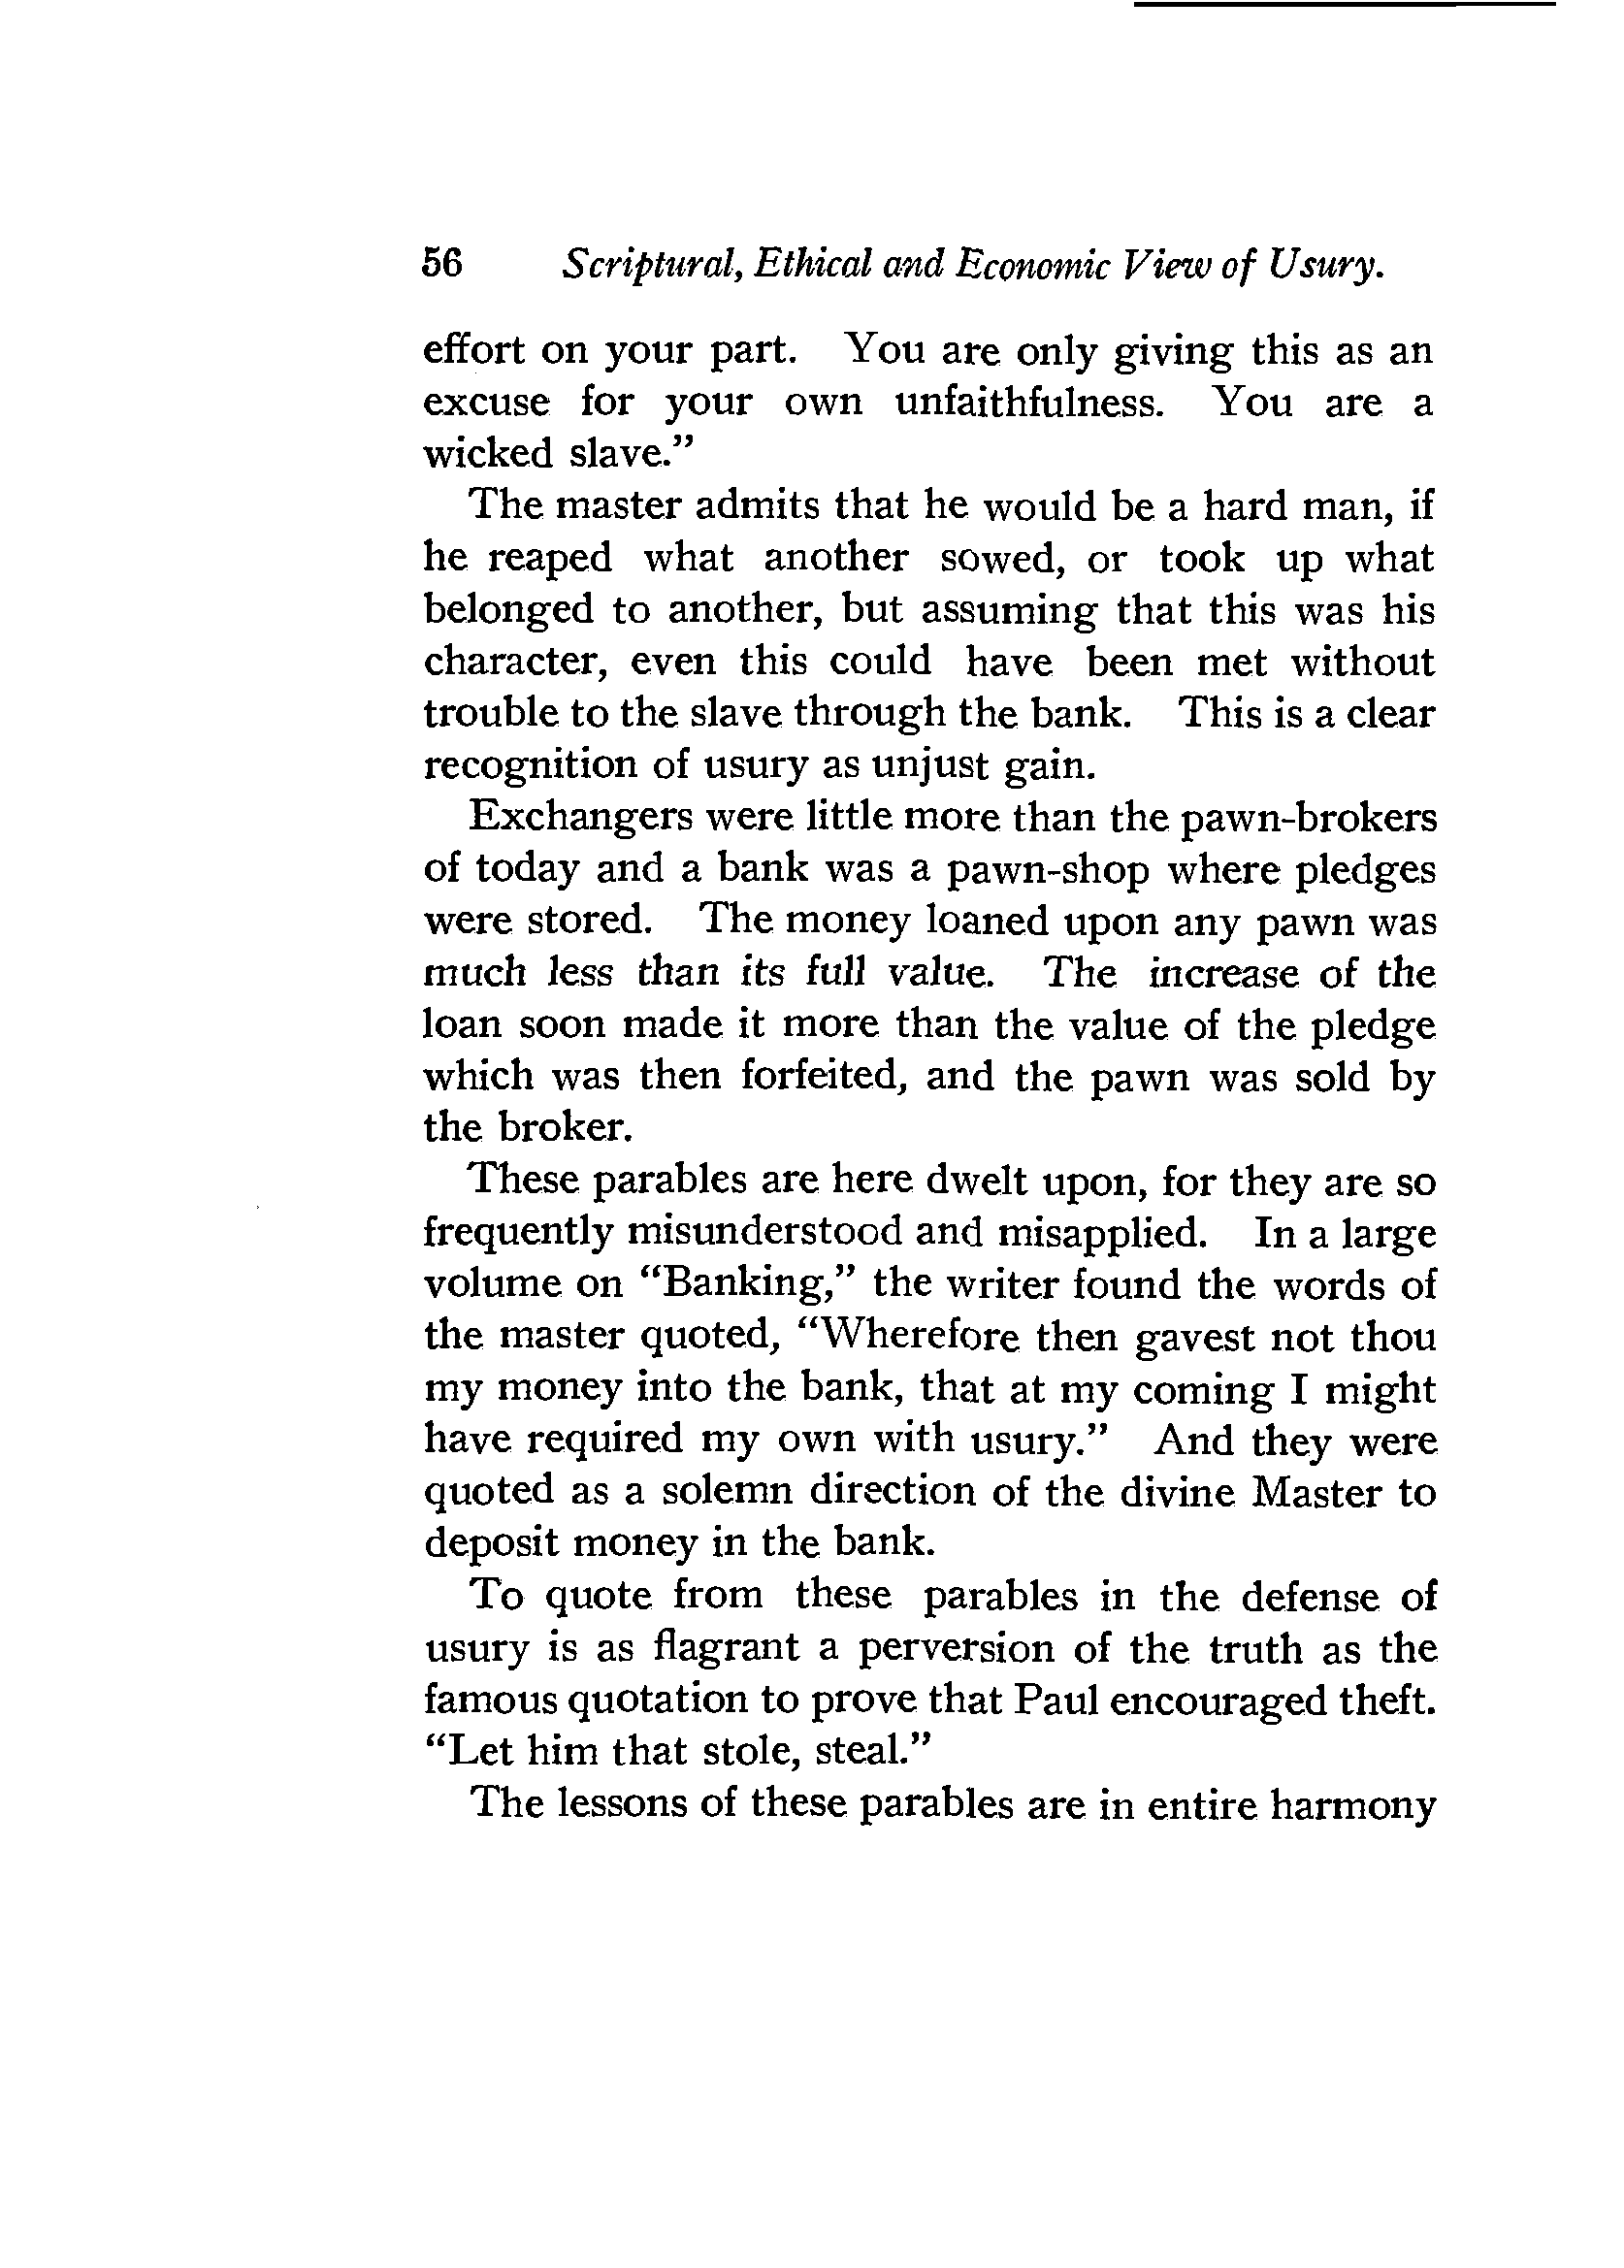 56 Scriptural, Ethical and Economic View of Usury.
effort on your part. You are only giving this as an
excuse for your own unfaithfulness. You are a
wicked slave."
The master admits that he would be a hard man, if
he reaped what another sowed, or took up what
belonged to another, but assuming that this was his
character, even this could have been met without
trouble to the slave through the bank. This is a clear
recognition of usury as unjust gain.
Exchangers were little more than the pawn-brokers
of today and a bank was a pawn-shop where pledges
were stored. The money loaned upon any pawn was
much less than its full value. The increase of the
loan soon made it more than the value of the pledge
which was then forfeited, and the pawn was sold by
the broker.
These parables are here dwelt upon, for they are so
frequently misunderstood and misapplied. In a large
volume on "Banking," the writer found the words of
the master quoted, "Wherefore then gavest not thou
my money into the bank, that at my coming I might
have required my own with usury." And they were
quoted as a solemn direction of the divine Master to
deposit money in the bank.
To quote from these parables in the defense of
usury is as flagrant a perversion of the truth as the
famous quotation to prove that Paul encouraged theft.
"Let him that stole, steal."
The lessons of these parables are in entire harmony